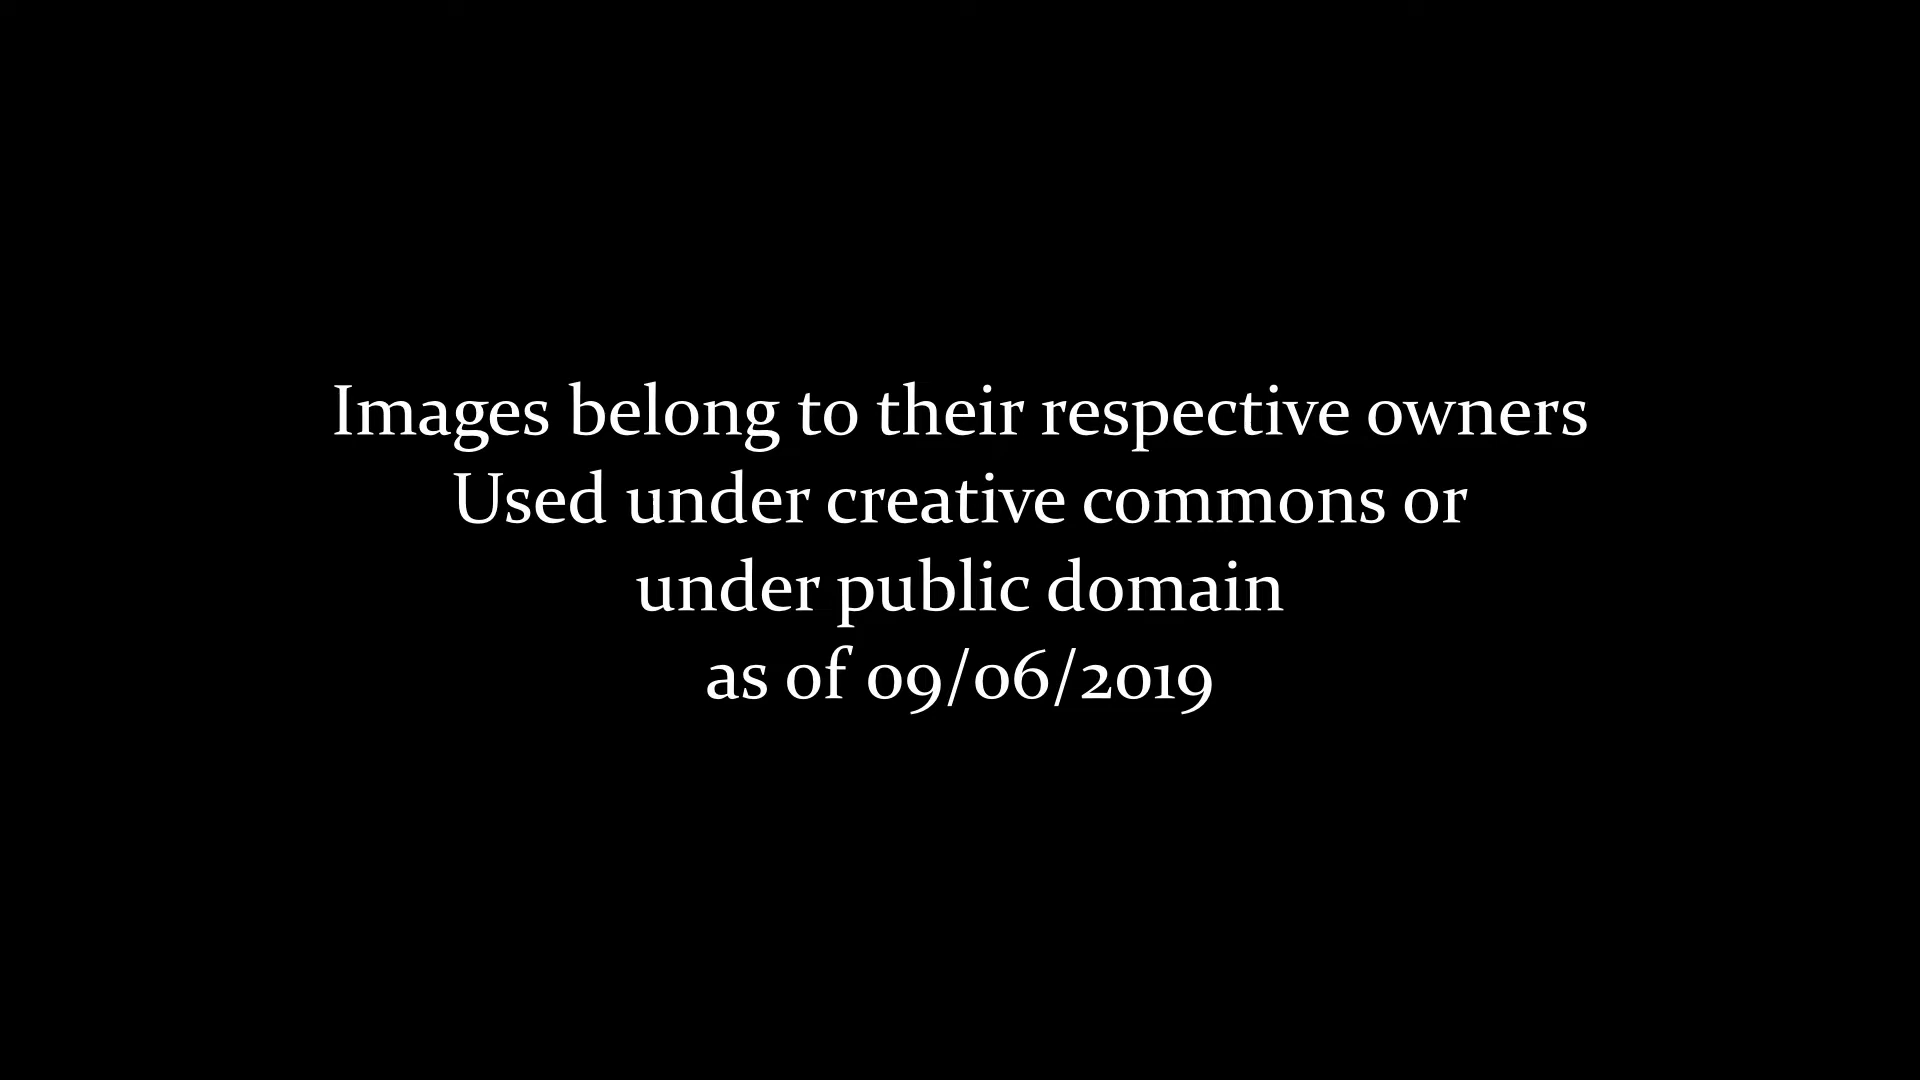 Images belong to their respective owners
Used under creative commons or
under public domain
as of 09/06/2019